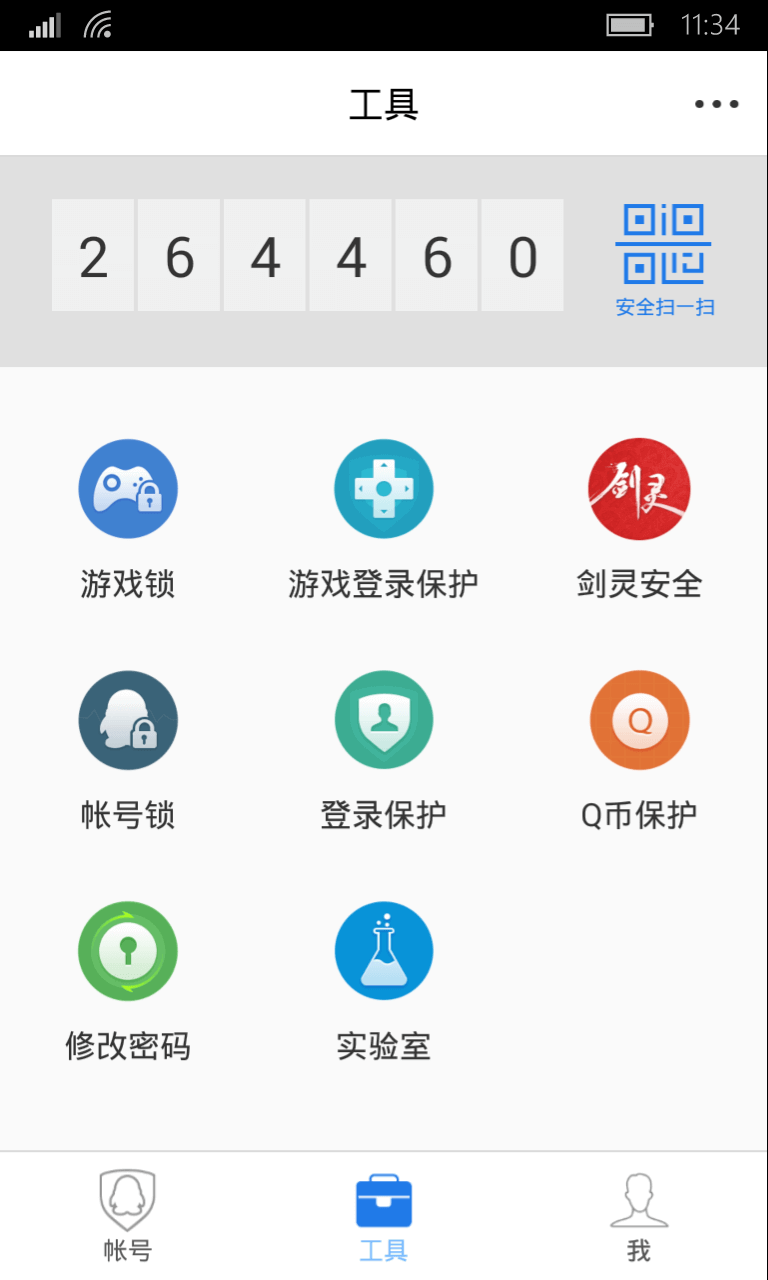 11:34
工具
2 6 4 4 6 0
安全扫一扫
剑灵
游戏锁 游戏登录保护 剑灵安全
Q
帐号锁 登录保护 Q币保护
修改密码 实验室
帐号 工具 我